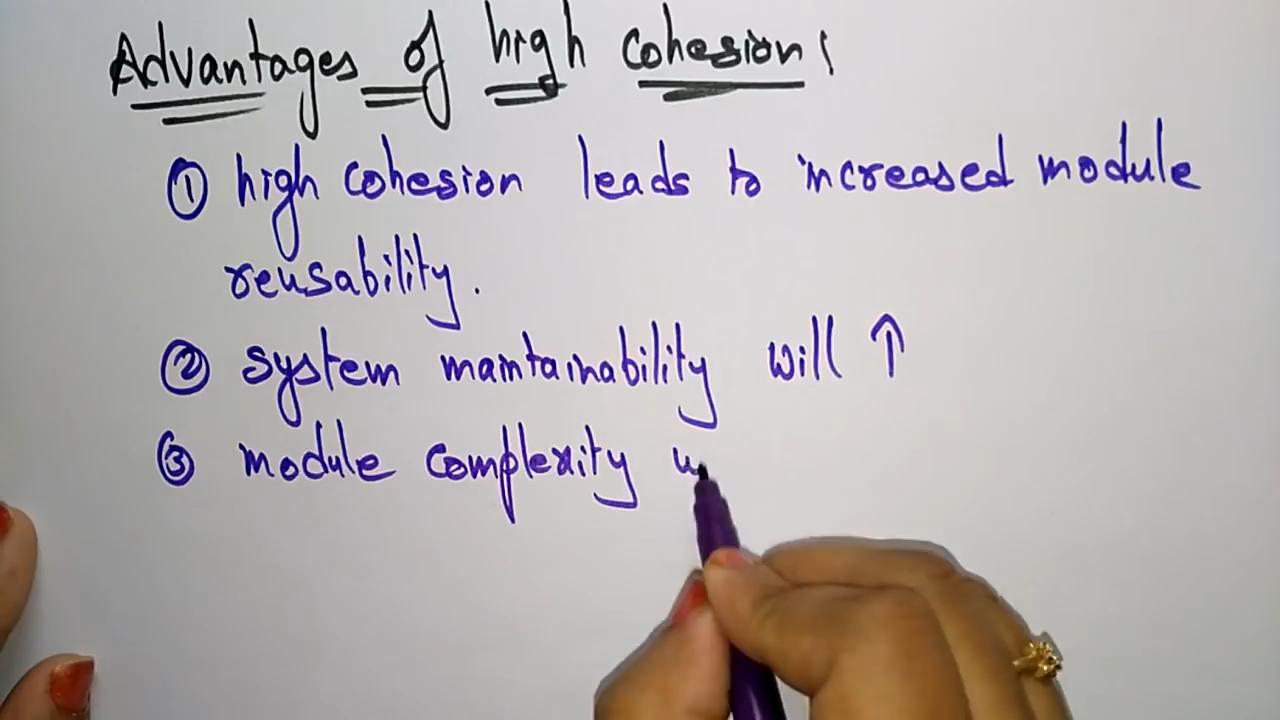 Advantages of high cohesion:
① high cohesion leads to increased module
reusability.
② system maintainability will ↑
③ module complexity w